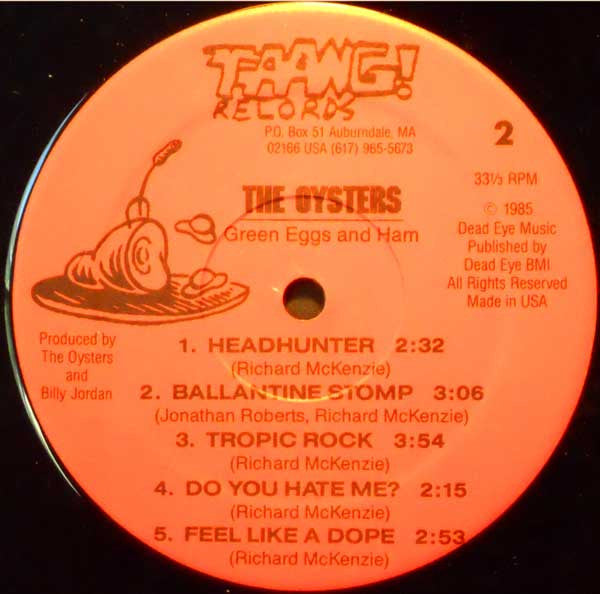 TAANG!
RECORDS
P.O. Box 51 Auburndale, MA
02166 USA (617) 965-5673
2
33⅓ RPM
THE OYSTERS
Green Eggs and Ham
© 1985
Dead Eye Music
Published by
Dead Eye BMI
All Rights Reserved
Made in USA
Produced by
The Oysters
and
Billy Jordan
1. HEADHUNTER 2:32
(Richard McKenzie)
2. BALLANTINE STOMP 3:06
(Jonathan Roberts, Richard McKenzie)
3. TROPIC ROCK 3:54
(Richard McKenzie)
4. DO YOU HATE ME? 2:15
(Richard McKenzie)
5. FEEL LIKE A DOPE 2:53
(Richard McKenzie)